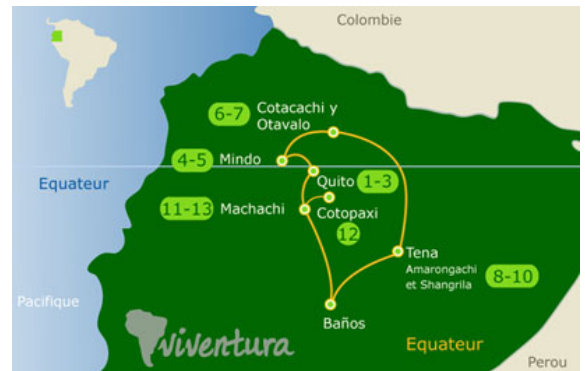 Colombie
6-7 Cotacachi y
Otavalo
4-5 Mindo
Equateur
Quito 1-3
11-13 Machachi
Cotopaxi
12
Tena
Amarongachi
et Shangrila
8-10
Pacifique
Baños
viventura
Equateur
Perou